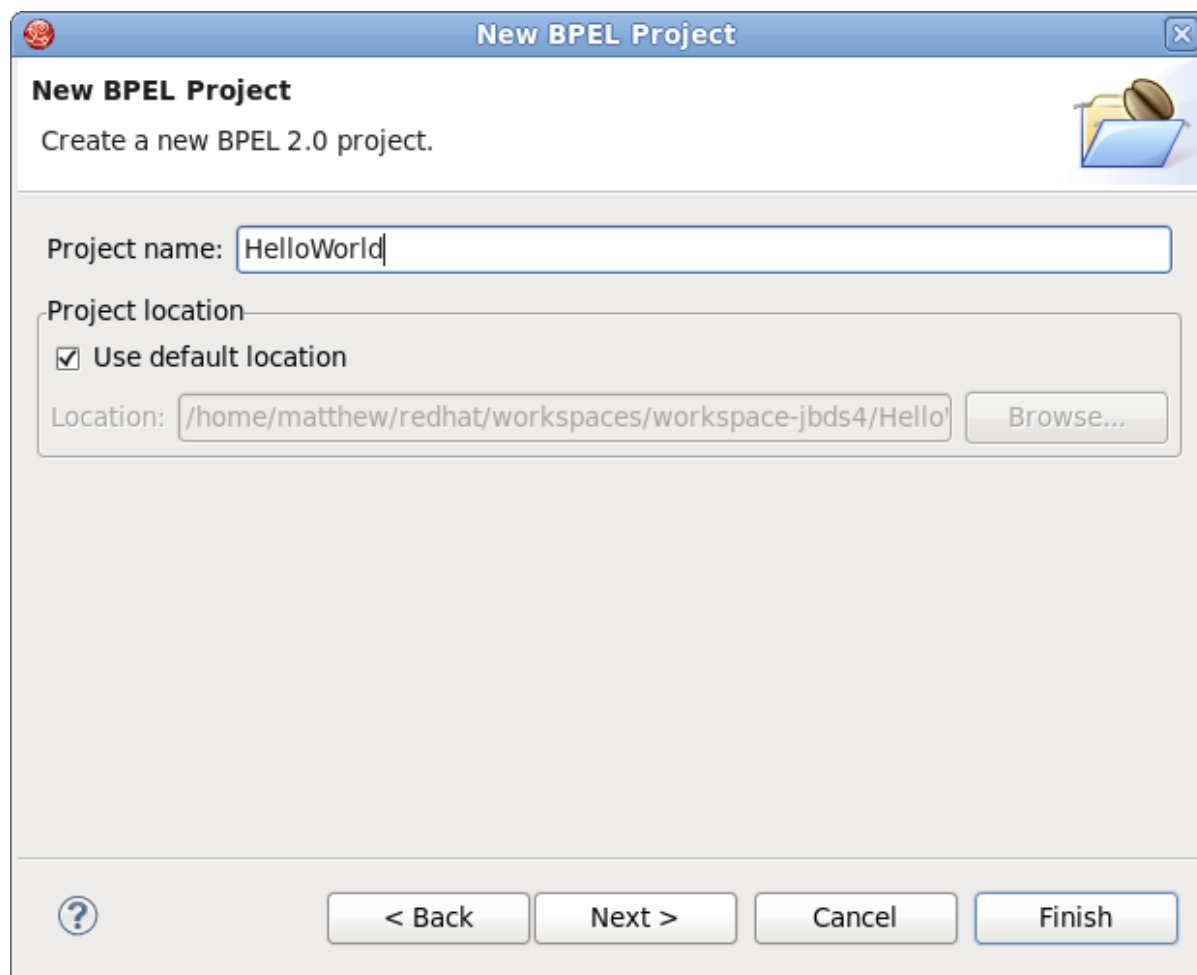 New BPEL Project
New BPEL Project
Create a new BPEL 2.0 project.
Project name: HelloWorld
Project location
Use default location
Location: /home/matthew/redhat/workspaces/workspace-jbds4/Hello Browse...
? < Back Next > Cancel Finish